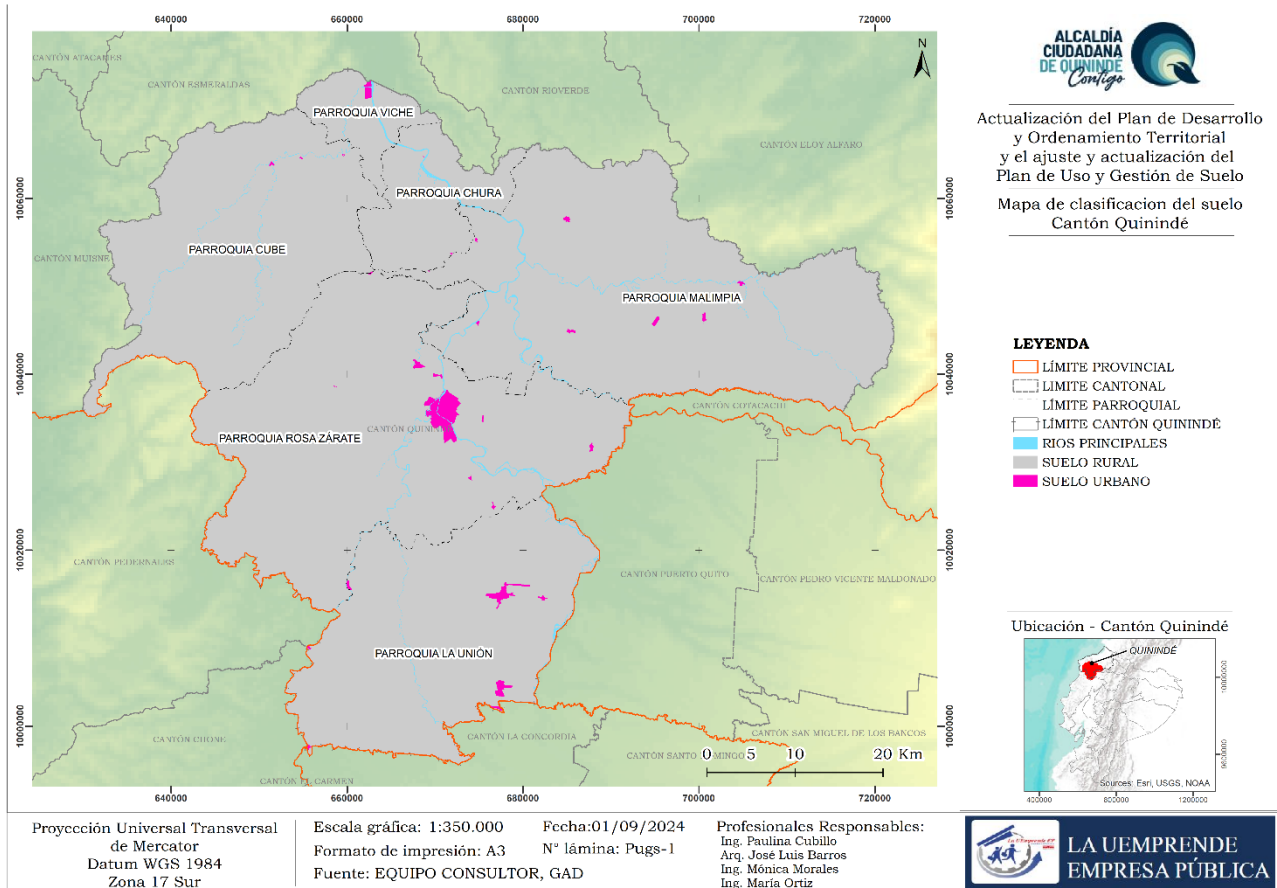 640000
660000
680000
700000
720000
N
CANTÓN ATACAMES
CANTÓN ESMERALDAS
CANTÓN RIOVERDE
PARROQUIA VICHE
CANTÓN ELOY ALFARO
10060000
10060000
PARROQUIA CHURA
PARROQUIA CUBE
CANTÓN MUISNE
PARROQUIA MALIMPIA
10040000
10040000
CANTÓN COTACACHI
PARROQUIA ROSA ZÁRATE
10020000
10020000
CANTÓN PEDERNALES
CANTÓN PUERTO QUITO
CANTÓN PEDRO VICENTE MALDONADO
PARROQUIA LA UNIÓN
10000000
10000000
CANTÓN CHONE
CANTÓN LA CONCORDIA
CANTÓN SAN MIGUEL DE LOS BANCOS
CANTÓN SANTO DOMINGO
CANTÓN EL CARMEN
0 5 10 20 Km
640000
660000
680000
700000
720000
ALCALDÍA
CIUDADANA
DE QUININDÉ
Contigo
Actualización del Plan de Desarrollo
y Ordenamiento Territorial
y el ajuste y actualización del
Plan de Uso y Gestión de Suelo
Mapa de clasificacion del suelo
Cantón Quinindé
LEYENDA
LÍMITE PROVINCIAL
LIMITE CANTONAL
LÍMITE PARROQUIAL
LÍMITE CANTÓN QUININDÉ
RIOS PRINCIPALES
SUELO RURAL
SUELO URBANO
Ubicación - Cantón Quinindé
QUININDÉ
10000000
9800000
Sources: Esri, USGS, NOAA
400000
800000
1200000
Proyección Universal Transversal
de Mercator
Datum WGS 1984
Zona 17 Sur
Escala gráfica: 1:350.000
Formato de impresión: A3
Fuente: EQUIPO CONSULTOR, GAD
Fecha:01/09/2024
N° lámina: Pugs-1
Profesionales Responsables:
Ing. Paulina Cubillo
Arq. José Luis Barros
Ing. Mónica Morales
Ing. María Ortiz
LA UEMPRENDE
EMPRESA PÚBLICA